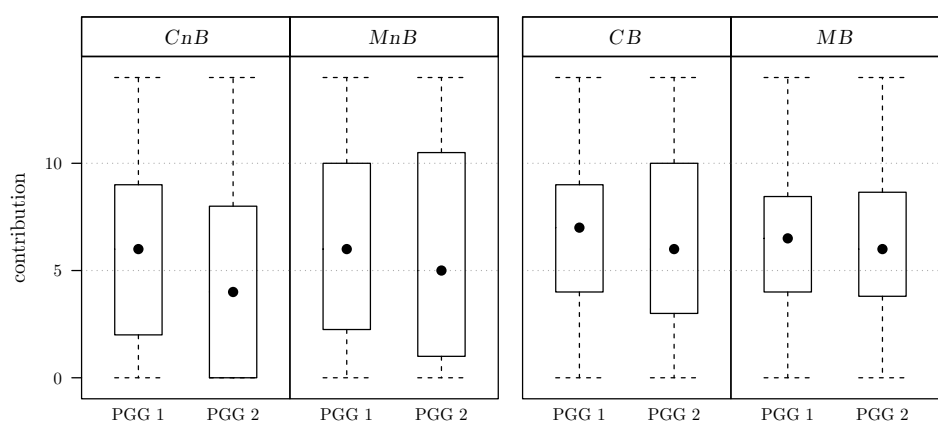 CnB MnB CB MB
10
5
0
contribution
PGG 1 PGG 2 PGG 1 PGG 2 PGG 1 PGG 2 PGG 1 PGG 2